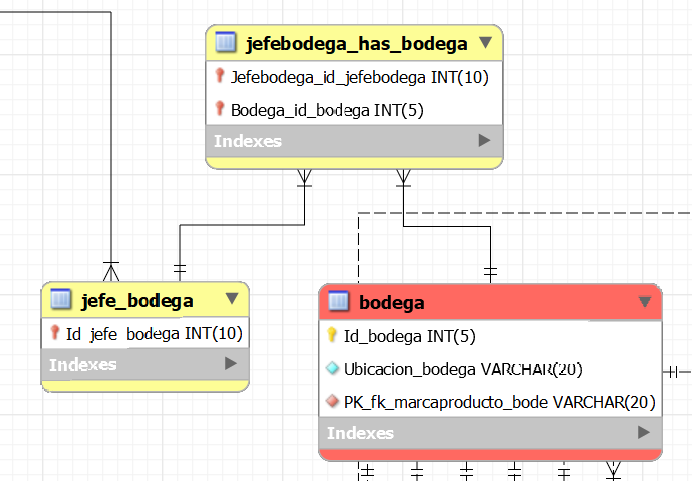 jefebodega_has_bodega
Jefebodega_id_jefebodega INT(10)
Bodega_id_bodega INT(5)
Indexes
jefe_bodega
Id_jefe_bodega INT(10)
Indexes
bodega
Id_bodega INT(5)
Ubicacion_bodega VARCHAR(20)
PK_fk_marcaproducto_bode VARCHAR(20)
Indexes